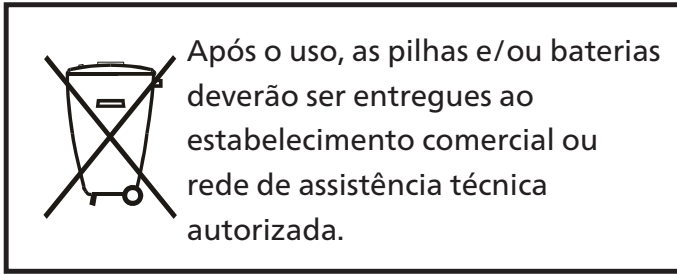 Após o uso, as pilhas e/ou baterias
deverão ser entregues ao
estabelecimento comercial ou
rede de assistência técnica
autorizada.